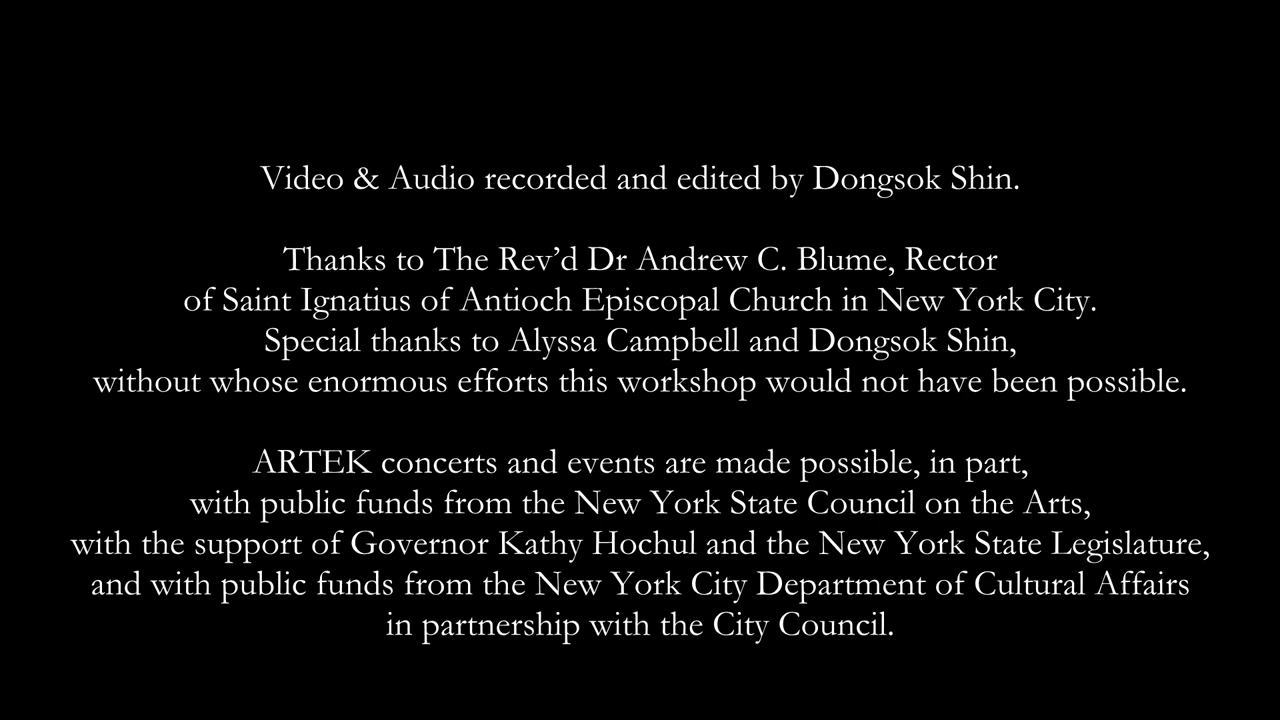 Video & Audio recorded and edited by Dongsok Shin.
Thanks to The Rev’d Dr Andrew C. Blume, Rector
of Saint Ignatius of Antioch Episcopal Church in New York City.
Special thanks to Alyssa Campbell and Dongsok Shin,
without whose enormous efforts this workshop would not have been possible.
ARTEK concerts and events are made possible, in part,
with public funds from the New York State Council on the Arts,
with the support of Governor Kathy Hochul and the New York State Legislature,
and with public funds from the New York City Department of Cultural Affairs
in partnership with the City Council.